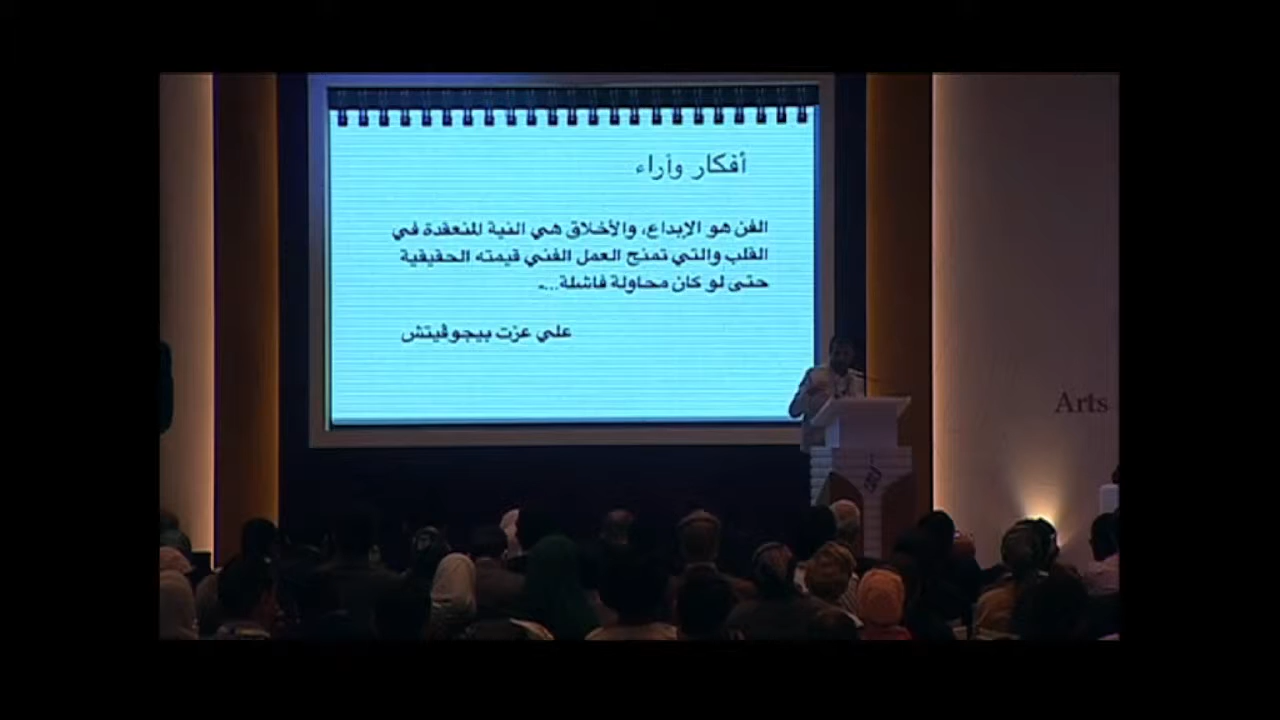 أفكار وآراء
الفن هو الإبداع، والأخلاق هي النية المنعقدة في
القلب والتي تمنح العمل الفني قيمته الحقيقية
حتى لو كان محاولة فاشلة...
علي عزت بيجوفيتش
Arts